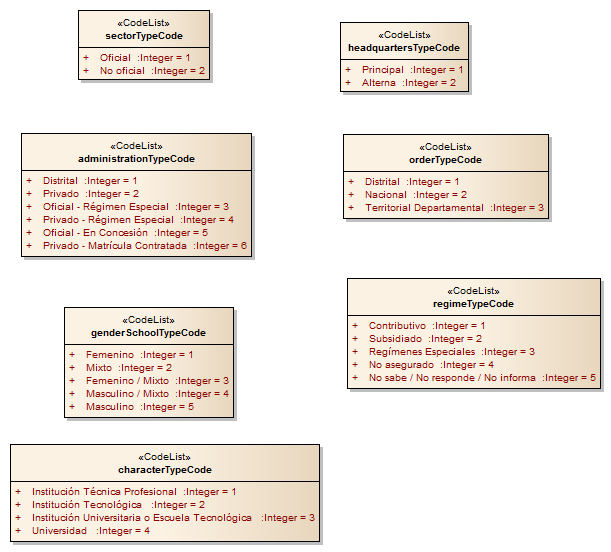 «CodeList»
sectorTypeCode
+ Oficial :Integer = 1
+ No oficial :Integer = 2
«CodeList»
headquartersTypeCode
+ Principal :Integer = 1
+ Alterna :Integer = 2
«CodeList»
administrationTypeCode
+ Distrital :Integer = 1
+ Privado :Integer = 2
+ Oficial - Régimen Especial :Integer = 3
+ Privado - Régimen Especial :Integer = 4
+ Oficial - En Concesión :Integer = 5
+ Privado - Matrícula Contratada :Integer = 6
«CodeList»
orderTypeCode
+ Distrital :Integer = 1
+ Nacional :Integer = 2
+ Territorial Departamental :Integer = 3
«CodeList»
genderSchoolTypeCode
+ Femenino :Integer = 1
+ Mixto :Integer = 2
+ Femenino / Mixto :Integer = 3
+ Masculino / Mixto :Integer = 4
+ Masculino :Integer = 5
«CodeList»
regimeTypeCode
+ Contributivo :Integer = 1
+ Subsidiado :Integer = 2
+ Regímenes Especiales :Integer = 3
+ No asegurado :Integer = 4
+ No sabe / No responde / No informa :Integer = 5
«CodeList»
characterTypeCode
+ Institución Técnica Profesional :Integer = 1
+ Institución Tecnológica :Integer = 2
+ Institución Universitaria o Escuela Tecnológica :Integer = 3
+ Universidad :Integer = 4